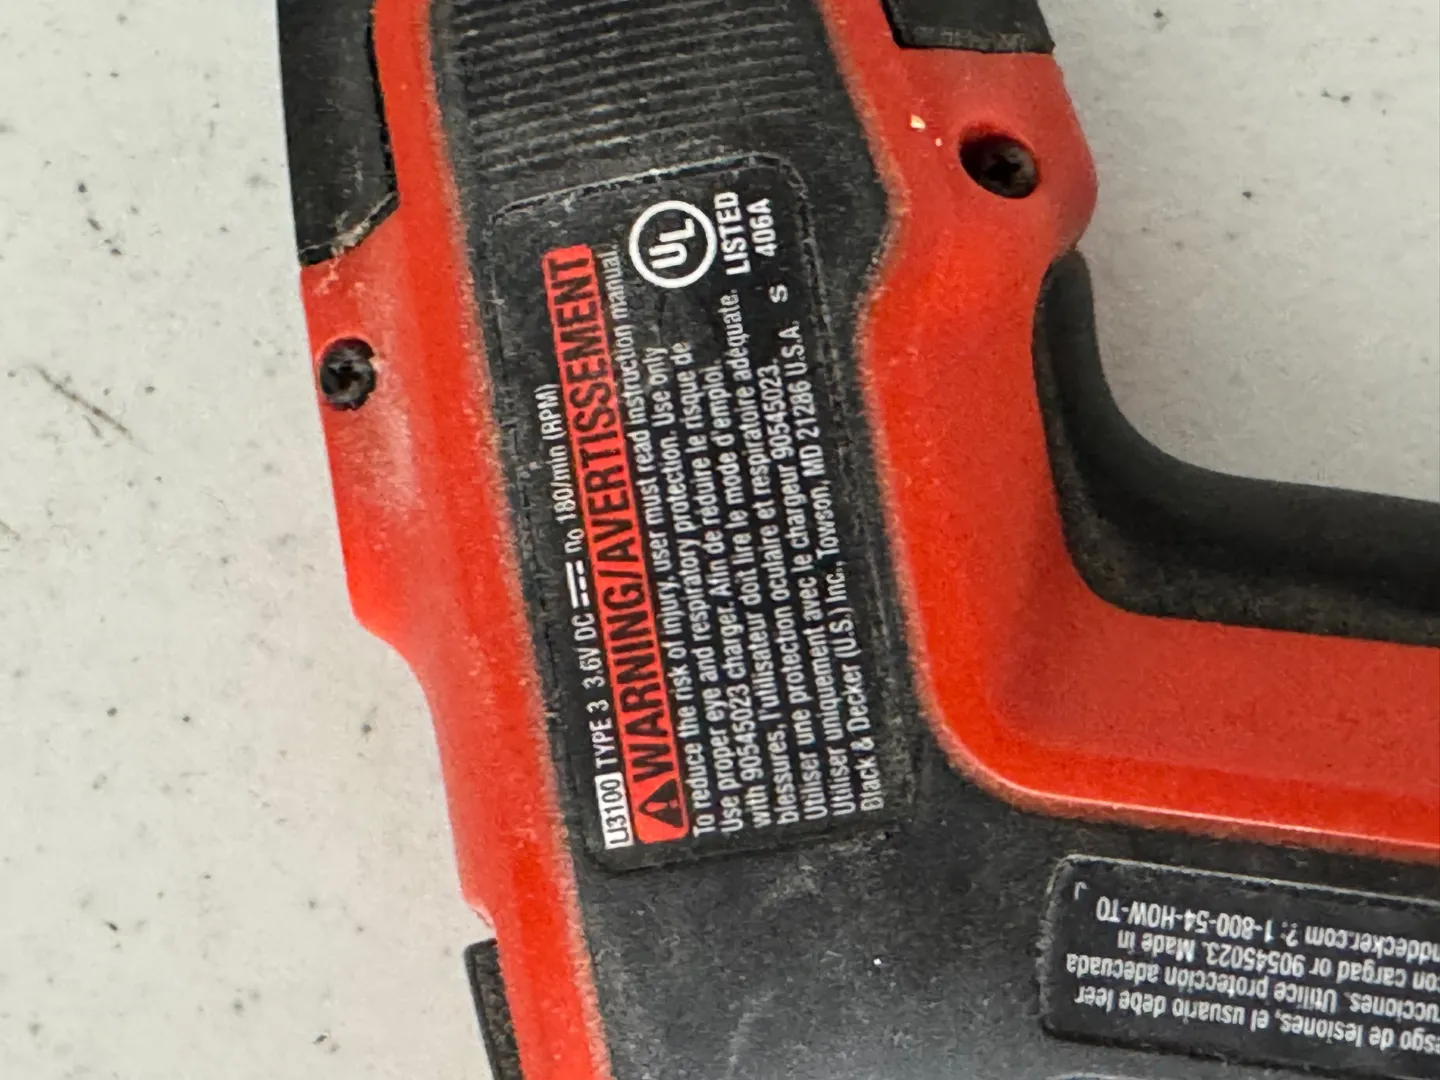 LI3100 TYPE 3 3.6V DC no 180/min (RPM)
WARNING/AVERTISSEMENT
To reduce the risk of injury, user must read instruction manual.
Use proper eye and respiratory protection. Use only
with 90545023 charger. Afin de réduire le risque de
blessures, l'utilisateur doit lire le mode d'emploi.
Utiliser une protection oculaire et respiratoire adéquate.
Utiliser uniquement avec le chargeur 90545023.
Black & Decker (U.S.) Inc., Towson, MD 21286 U.S.A.
UL
LISTED
S 406A
esgo de lesiones, el usuario debe leer
rucciones. Utilice protección adecuada
con cargad or 90545023. Made in
nddecker.com ?: 1-800-54-HOW-TO